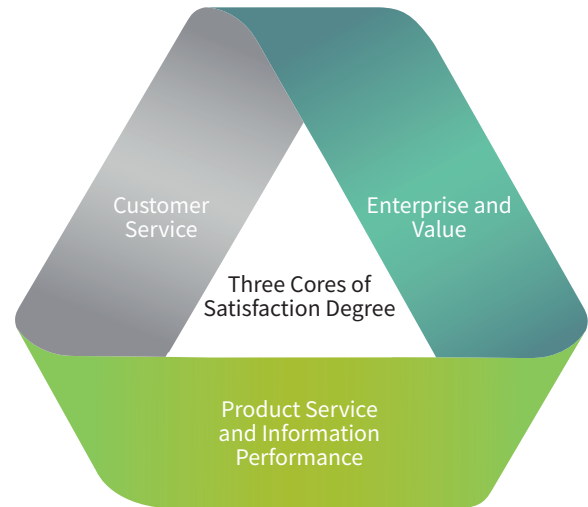 Customer
Service
Enterprise and
Value
Three Cores of
Satisfaction Degree
Product Service
and Information
Performance